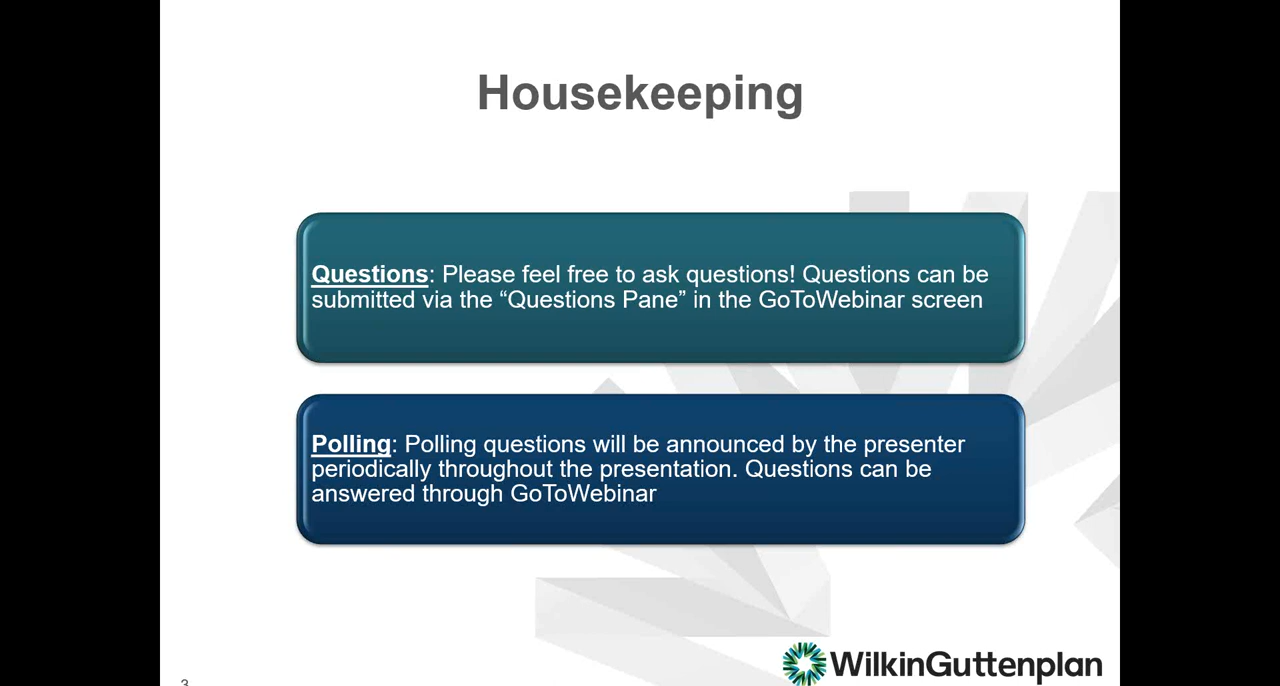 Housekeeping
Questions: Please feel free to ask questions! Questions can be
submitted via the “Questions Pane” in the GoToWebinar screen
Polling: Polling questions will be announced by the presenter
periodically throughout the presentation. Questions can be
answered through GoToWebinar
WilkinGuttenplan
3